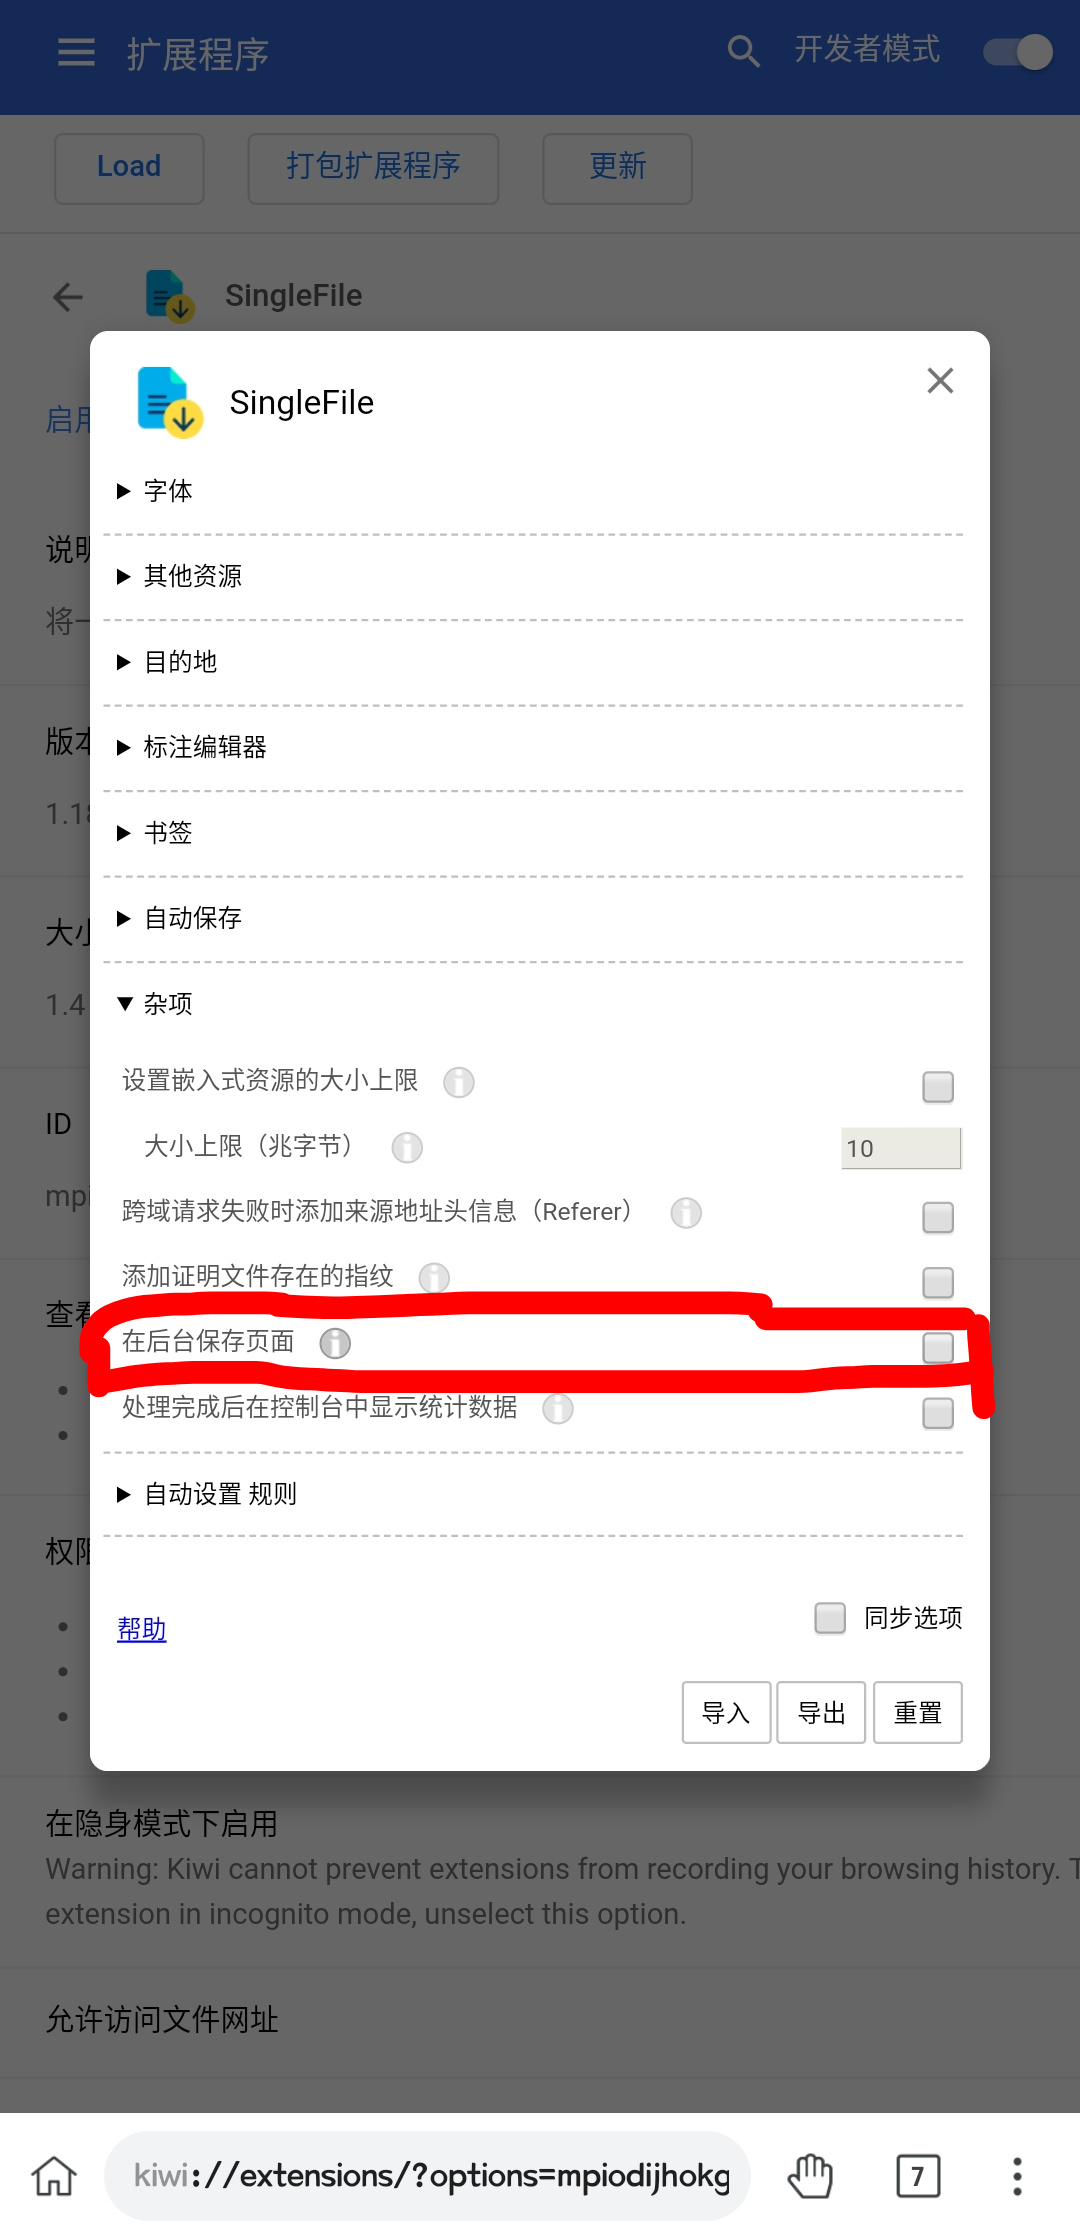 扩展程序
开发者模式
Load
打包扩展程序
更新
SingleFile
启用
SingleFile
字体
说明
其他资源
将一
目的地
版本
标注编辑器
1.18
书签
大小
自动保存
1.4
杂项
设置嵌入式资源的大小上限
ID
大小上限（兆字节）
10
mpi
跨域请求失败时添加来源地址头信息（Referer）
添加证明文件存在的指纹
查看
在后台保存页面
处理完成后在控制台中显示统计数据
自动设置 规则
权限
帮助
同步选项
导入
导出
重置
在隐身模式下启用
Warning: Kiwi cannot prevent extensions from recording your browsing history. T
extension in incognito mode, unselect this option.
允许访问文件网址
kiwi://extensions/?options=mpiodijhokg
7